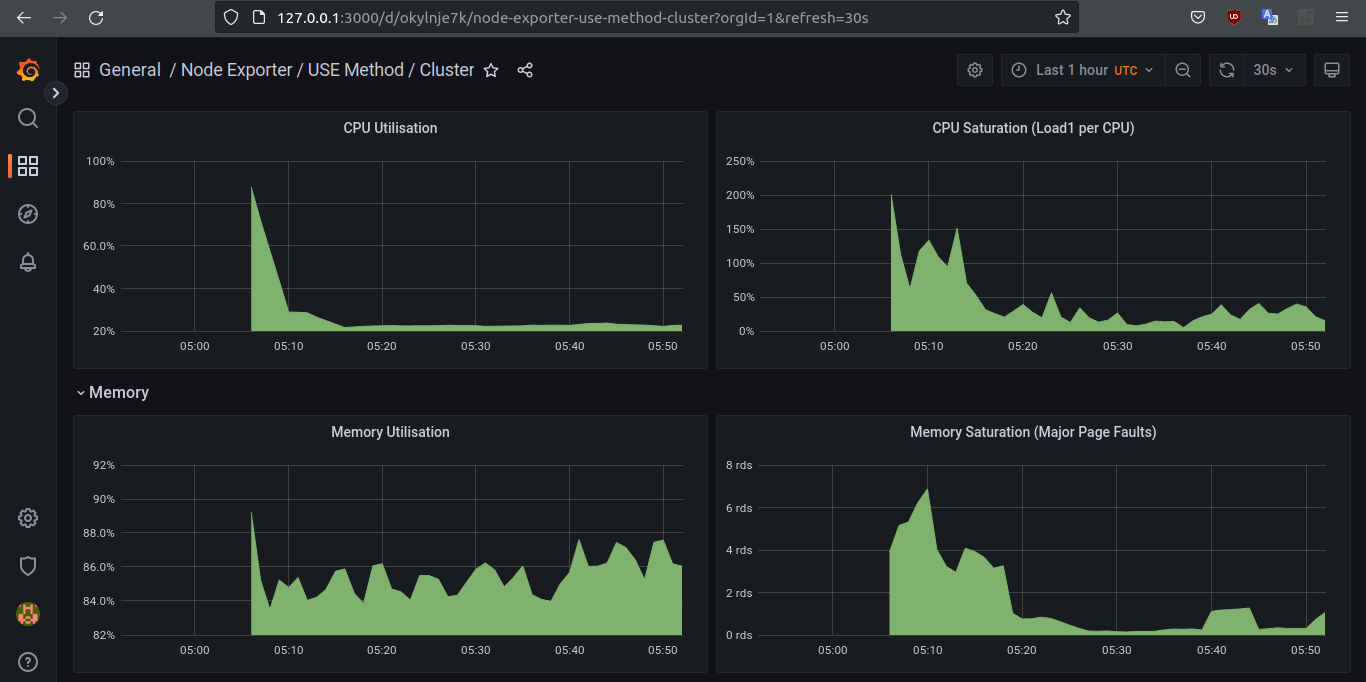 127.0.0.1:3000/d/okylnje7k/node-exporter-use-method-cluster?orgId=1&refresh=30s
General / Node Exporter / USE Method / Cluster
Last 1 hour UTC
30s
CPU Utilisation
100%
80%
60.0%
40%
20%
05:00 05:10 05:20 05:30 05:40 05:50
CPU Saturation (Load1 per CPU)
250%
200%
150%
100%
50%
0%
05:00 05:10 05:20 05:30 05:40 05:50
Memory
Memory Utilisation
92%
90%
88.0%
86.0%
84.0%
82%
05:00 05:10 05:20 05:30 05:40 05:50
Memory Saturation (Major Page Faults)
8 rds
6 rds
4 rds
2 rds
0 rds
05:00 05:10 05:20 05:30 05:40 05:50